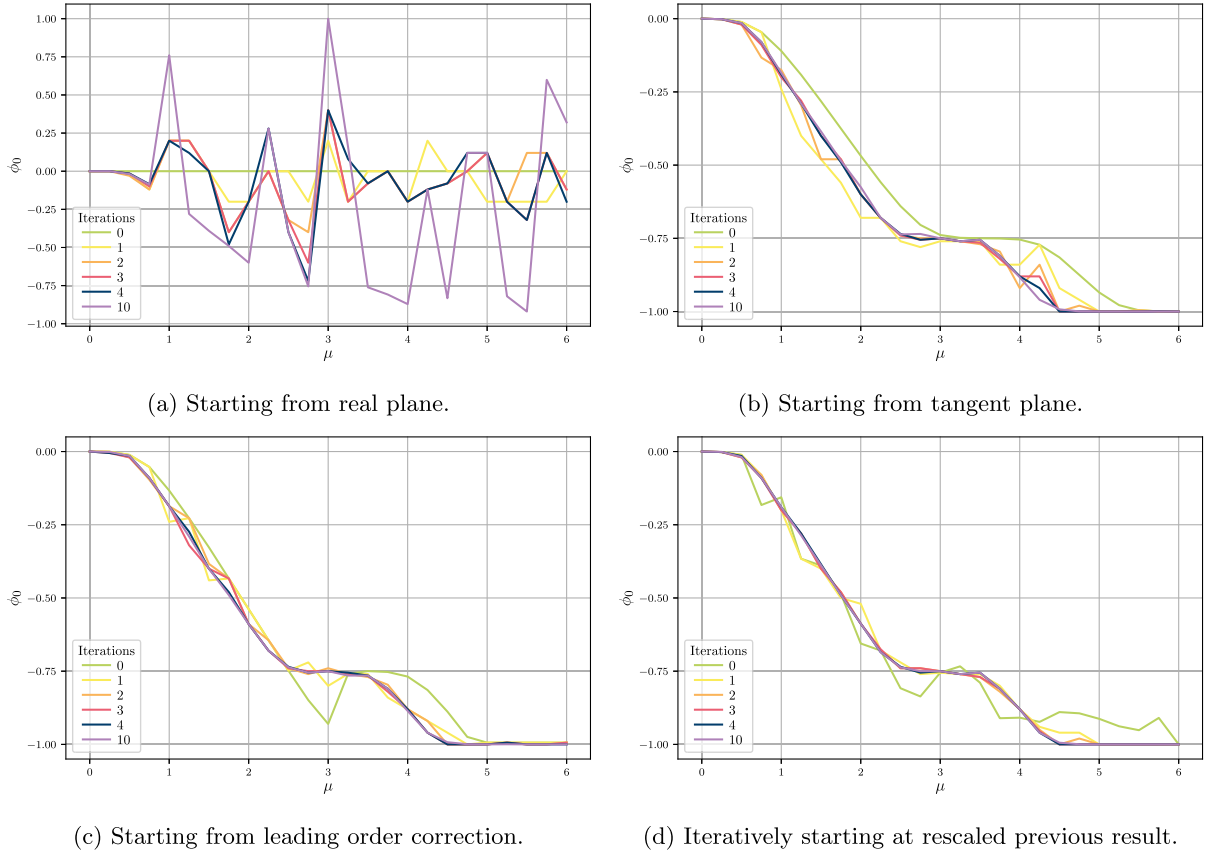 1.00
0.75
0.50
0.25
0.00
−0.25
−0.50
−0.75
−1.00
ϕ0
Iterations
0
1
2
3
4
10
0 1 2 3 4 5 6
μ
(a) Starting from real plane.
0.00
−0.25
−0.50
−0.75
−1.00
ϕ0
Iterations
0
1
2
3
4
10
0 1 2 3 4 5 6
μ
(b) Starting from tangent plane.
0.00
−0.25
−0.50
−0.75
−1.00
ϕ0
Iterations
0
1
2
3
4
10
0 1 2 3 4 5 6
μ
(c) Starting from leading order correction.
0.00
−0.25
−0.50
−0.75
−1.00
ϕ0
Iterations
0
1
2
3
4
10
0 1 2 3 4 5 6
μ
(d) Iteratively starting at rescaled previous result.